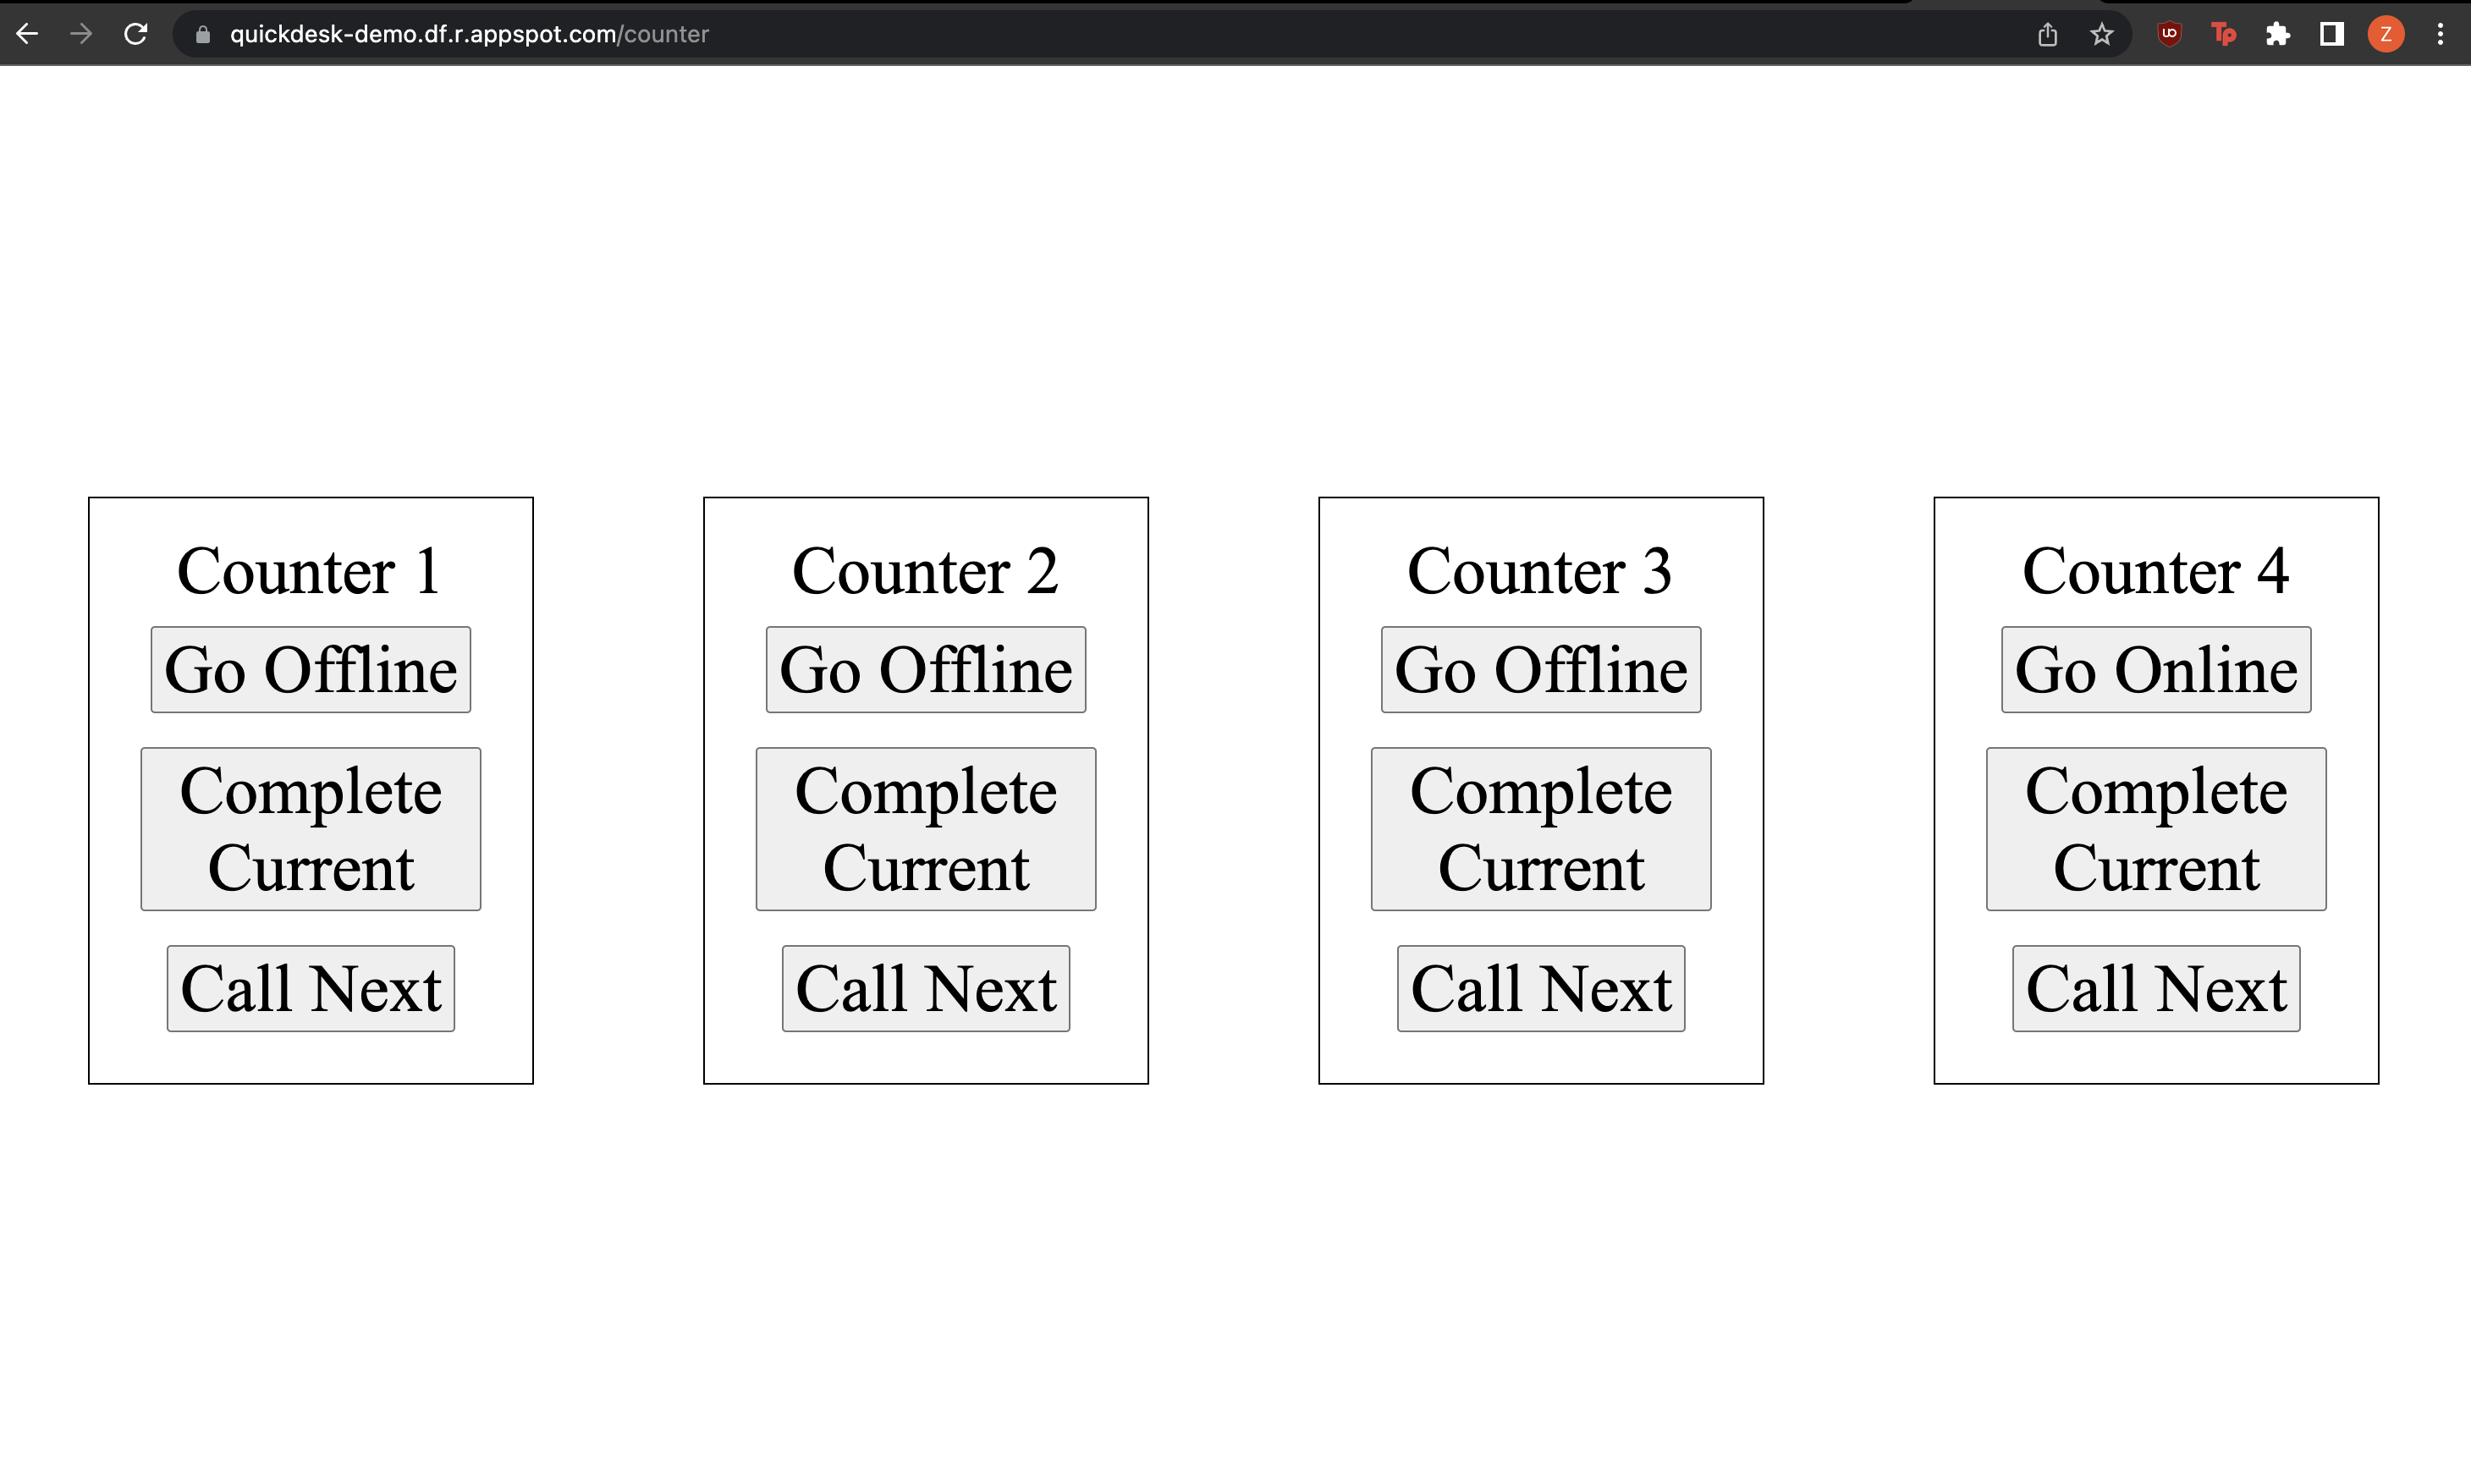 quickdesk-demo.df.r.appspot.com/counter
Tp
Z
Counter 1
Go Offline
Complete
Current
Call Next
Counter 2
Go Offline
Complete
Current
Call Next
Counter 3
Go Offline
Complete
Current
Call Next
Counter 4
Go Online
Complete
Current
Call Next